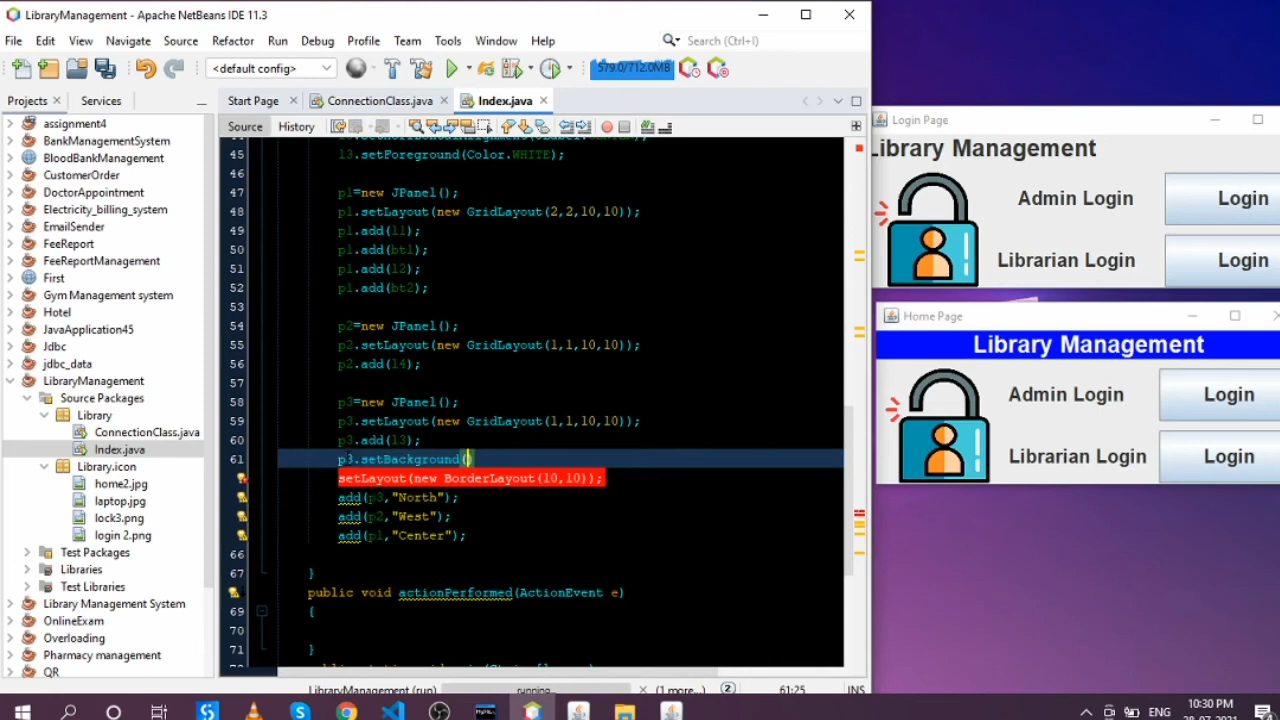 LibraryManagement - Apache NetBeans IDE 11.3
File Edit View Navigate Source Refactor Run Debug Profile Team Tools Window Help
Search (Ctrl+I)
<default config>
579.0/712.0MB
Projects Services
Start Page ConnectionClass.java Index.java
Source History
assignment4
BankManagementSystem
BloodBankManagement
CustomerOrder
DoctorAppointment
Electricity_billing_system
EmailSender
FeeReport
FeeReportManagement
First
Gym Management system
Hotel
JavaApplication45
Jdbc
jdbc_data
LibraryManagement
Source Packages
Library
ConnectionClass.java
Index.java
Library.icon
home2.jpg
laptop.jpg
lock3.png
login 2.png
Test Packages
Libraries
Test Libraries
Library Management System
OnlineExam
Overloading
Pharmacy management
QR
45 l3.setForeground(Color.WHITE);
46
47 p1=new JPanel();
48 p1.setLayout(new GridLayout(2,2,10,10));
49 p1.add(l1);
50 p1.add(bt1);
51 p1.add(l2);
52 p1.add(bt2);
53
54 p2=new JPanel();
55 p2.setLayout(new GridLayout(1,1,10,10));
56 p2.add(l4);
57
58 p3=new JPanel();
59 p3.setLayout(new GridLayout(1,1,10,10));
60 p3.add(l3);
61 p3.setBackground()
setLayout(new BorderLayout(10,10));
add(p3,"North");
add(p2,"West");
add(p1,"Center");
66
67 }
public void actionPerformed(ActionEvent e)
69 {
70
71 }
LibraryManagement (run) running... (1 more...) 2 61:25 INS
Login Page
Library Management
Admin Login Login
Librarian Login Login
Home Page
Library Management
Admin Login Login
Librarian Login Login
ENG
10:30 PM